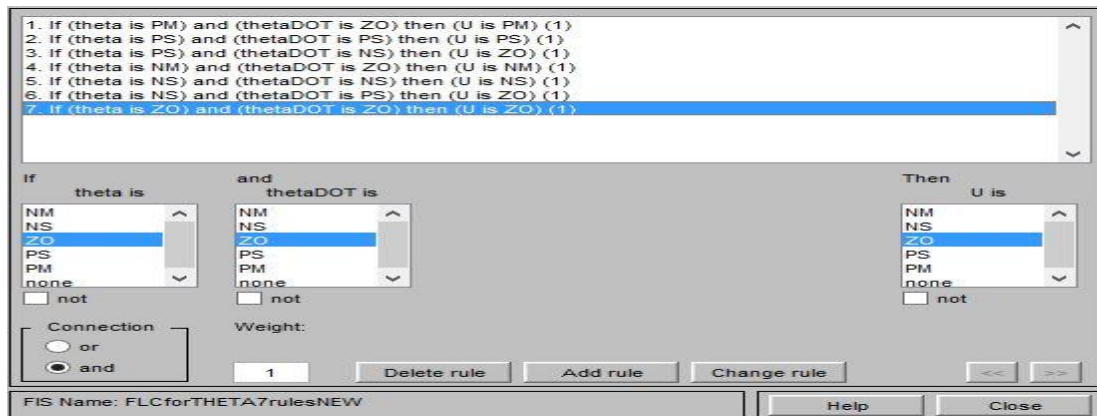 1. If (theta is PM) and (thetaDOT is ZO) then (U is PM) (1)
2. If (theta is PS) and (thetaDOT is PS) then (U is PS) (1)
3. If (theta is PS) and (thetaDOT is NS) then (U is ZO) (1)
4. If (theta is NM) and (thetaDOT is ZO) then (U is NM) (1)
5. If (theta is NS) and (thetaDOT is NS) then (U is NS) (1)
6. If (theta is NS) and (thetaDOT is PS) then (U is ZO) (1)
7. If (theta is ZO) and (thetaDOT is ZO) then (U is ZO) (1)
If
theta is
NM
NS
ZO
PS
PM
none
not
and
thetaDOT is
NM
NS
ZO
PS
PM
none
not
Then
U is
NM
NS
ZO
PS
PM
none
not
Connection
or
and
Weight:
1
Delete rule
Add rule
Change rule
<<
>>
FIS Name: FLCforTHETA7rulesNEW
Help
Close